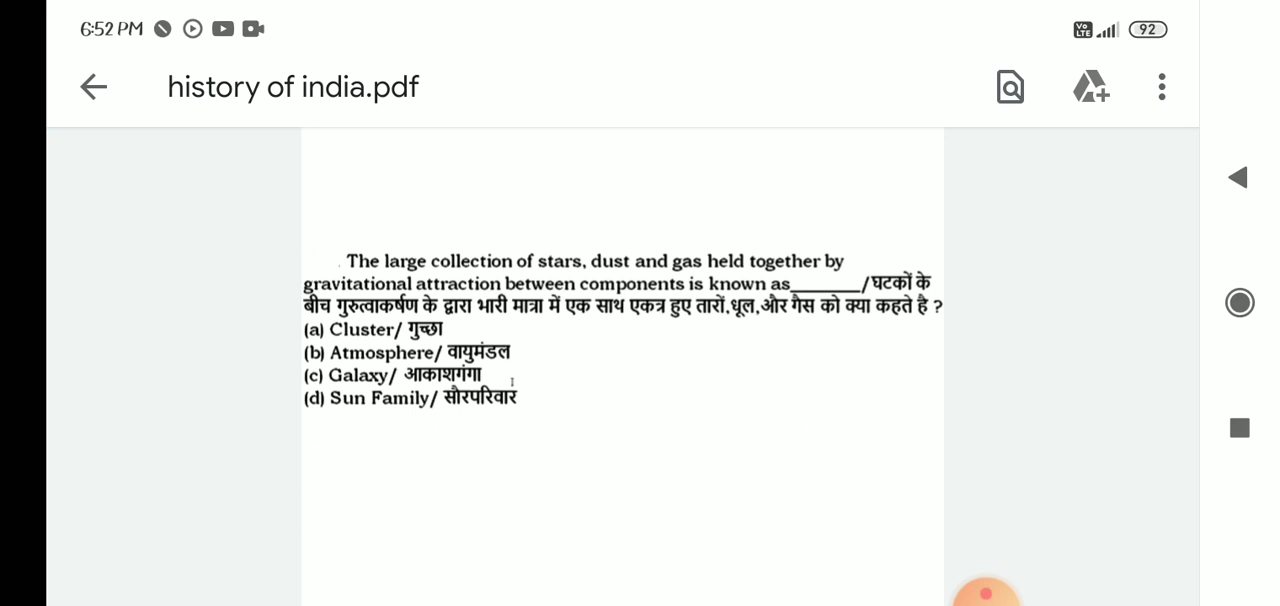 6:52 PM
Vo LTE
92
history of india.pdf
The large collection of stars, dust and gas held together by
gravitational attraction between components is known as_______/घटकों के
बीच गुरुत्वाकर्षण के द्वारा भारी मात्रा में एक साथ एकत्र हुए तारों,धूल,और गैस को क्या कहते है ?
(a) Cluster/ गुच्छा
(b) Atmosphere/ वायुमंडल
(c) Galaxy/ आकाशगंगा
(d) Sun Family/ सौरपरिवार